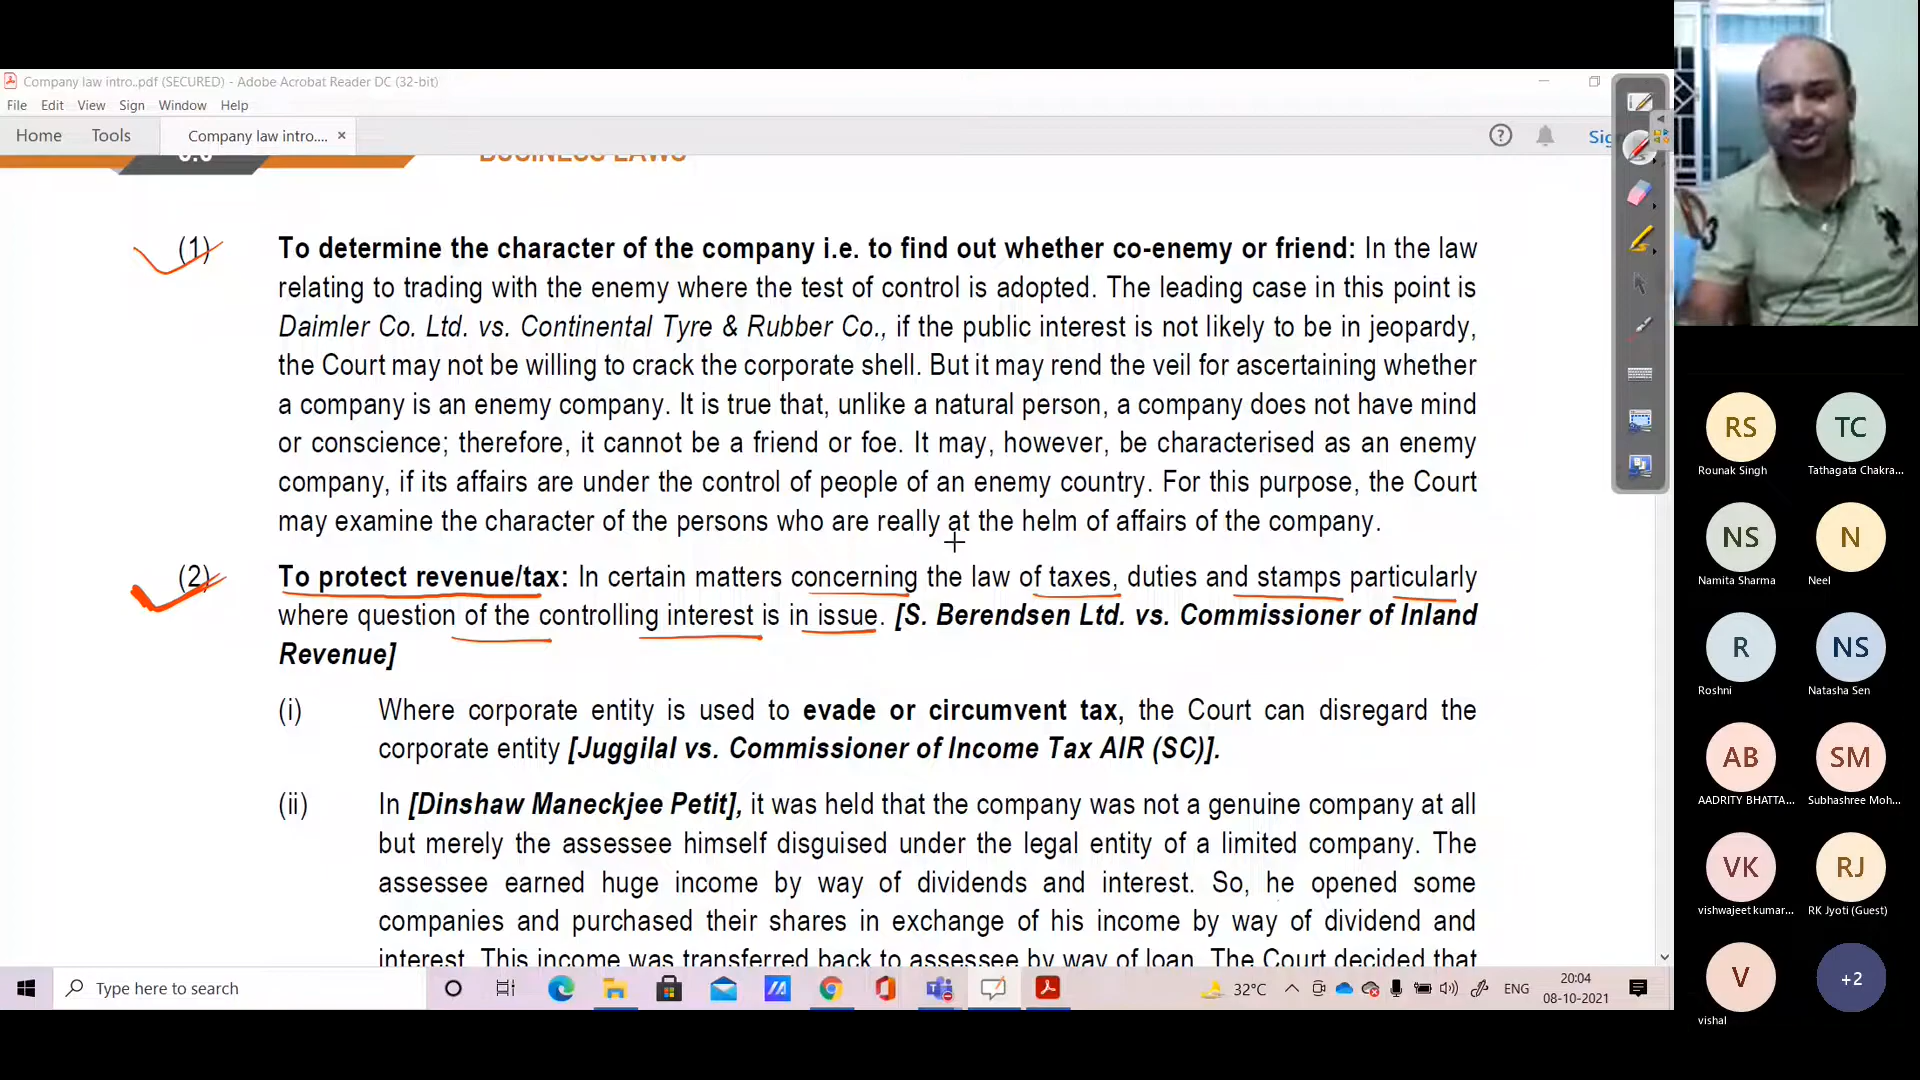 Company law intro..pdf (SECURED) - Adobe Acrobat Reader DC (32-bit)
File Edit View Sign Window Help
Home Tools Company law intro.... ×
BUSINESS LAWS
(1) To determine the character of the company i.e. to find out whether co-enemy or friend: In the law
relating to trading with the enemy where the test of control is adopted. The leading case in this point is
Daimler Co. Ltd. vs. Continental Tyre & Rubber Co., if the public interest is not likely to be in jeopardy,
the Court may not be willing to crack the corporate shell. But it may rend the veil for ascertaining whether
a company is an enemy company. It is true that, unlike a natural person, a company does not have mind
or conscience; therefore, it cannot be a friend or foe. It may, however, be characterised as an enemy
company, if its affairs are under the control of people of an enemy country. For this purpose, the Court
may examine the character of the persons who are really at the helm of affairs of the company.
(2) To protect revenue/tax: In certain matters concerning the law of taxes, duties and stamps particularly
where question of the controlling interest is in issue. [S. Berendsen Ltd. vs. Commissioner of Inland
Revenue]
(i) Where corporate entity is used to evade or circumvent tax, the Court can disregard the
corporate entity [Juggilal vs. Commissioner of Income Tax AIR (SC)].
(ii) In [Dinshaw Maneckjee Petit], it was held that the company was not a genuine company at all
but merely the assessee himself disguised under the legal entity of a limited company. The
assessee earned huge income by way of dividends and interest. So, he opened some
companies and purchased their shares in exchange of his income by way of dividend and
interest. This income was transferred back to assessee by way of loan. The Court decided that
Type here to search
32°C
ENG
20:04
08-10-2021
RS TC
Rounak Singh Tathagata Chakra...
NS N
Namita Sharma Neel
R NS
Roshni Natasha Sen
AB SM
AADRITY BHATTA... Subhashree Moh...
VK RJ
vishwajeet kumar... RK Jyoti (Guest)
V +2
vishal